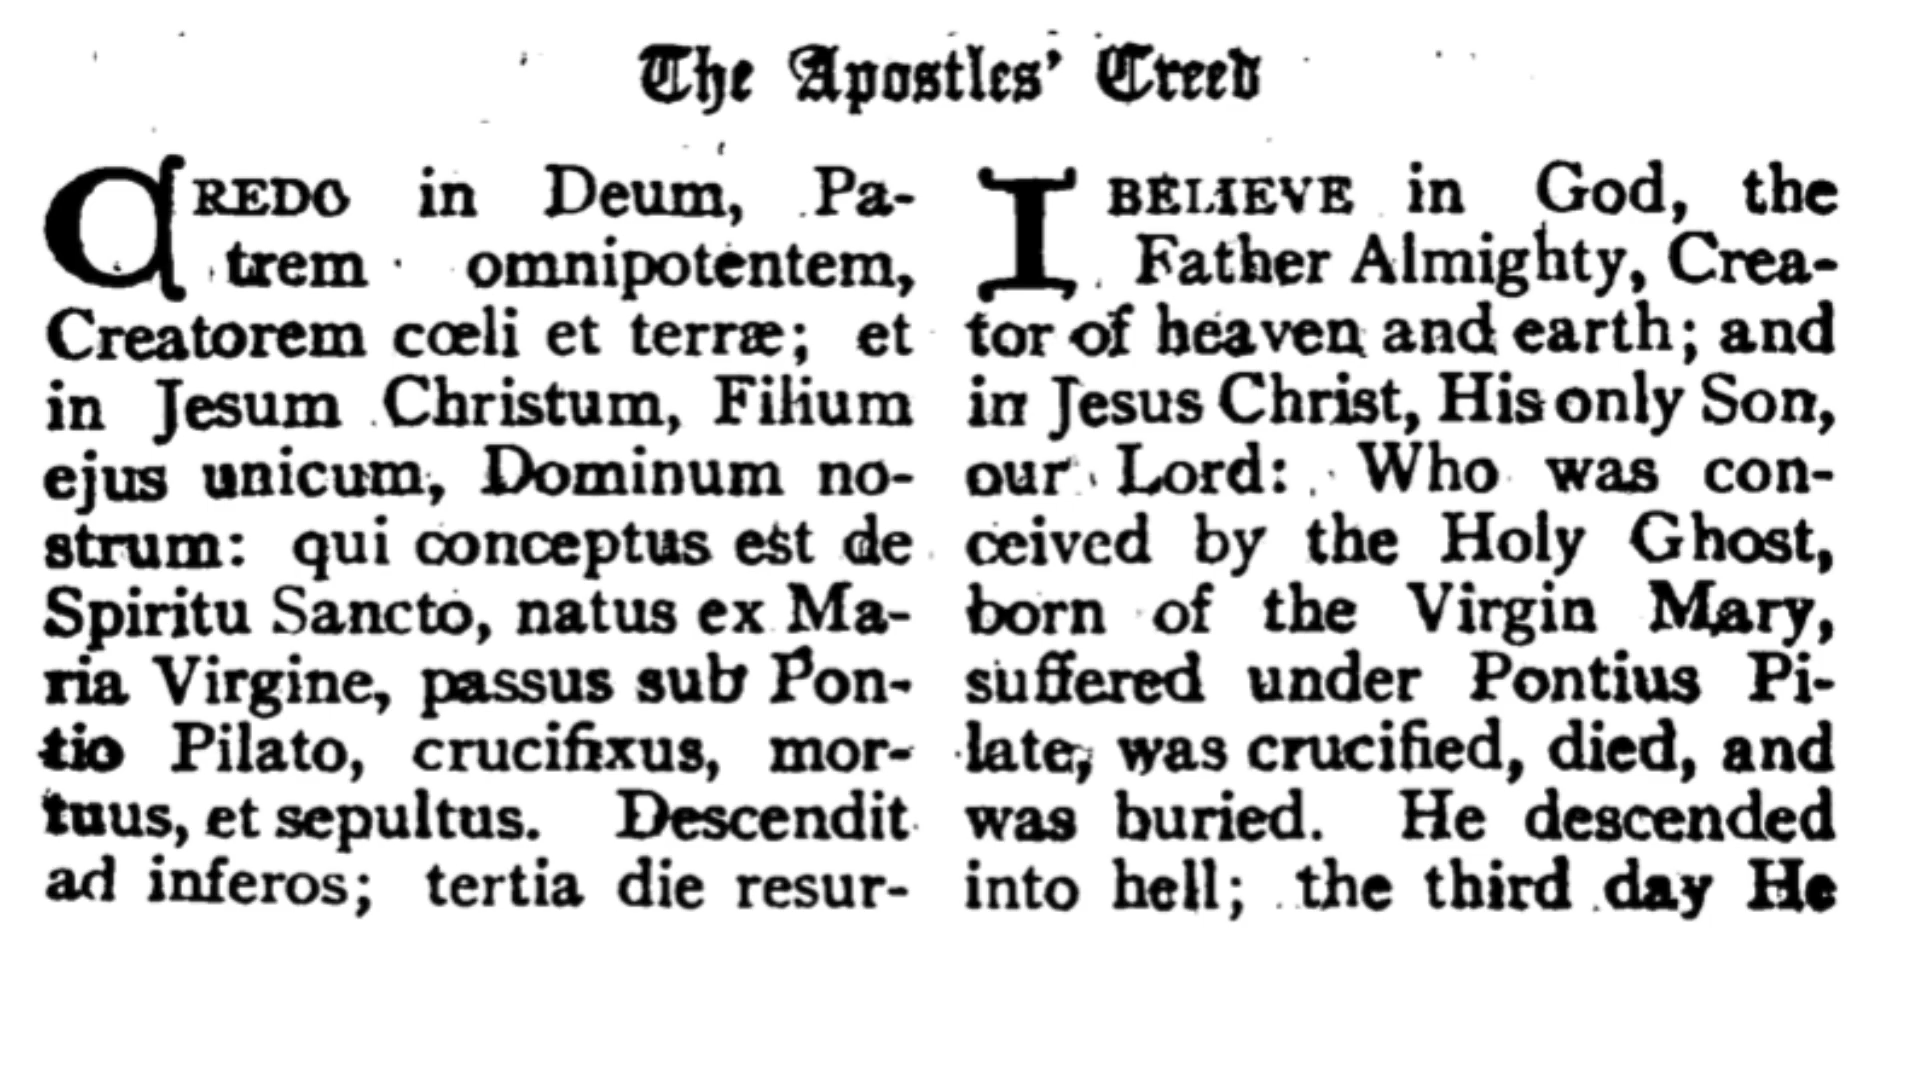 The Apostles' Creed
CREDO in Deum, Pa-
trem omnipotentem,
Creatorem cœli et terræ; et
in Jesum Christum, Filium
ejus unicum, Dominum no-
strum: qui conceptus est de
Spiritu Sancto, natus ex Ma-
ria Virgine, passus sub Pon-
tio Pilato, crucifixus, mor-
tuus, et sepultus. Descendit
ad inferos; tertia die resur-
I BELIEVE in God, the
Father Almighty, Crea-
tor of heaven and earth; and
in Jesus Christ, His only Son,
our Lord: Who was con-
ceived by the Holy Ghost,
born of the Virgin Mary,
suffered under Pontius Pi-
late, was crucified, died, and
was buried. He descended
into hell; the third day He